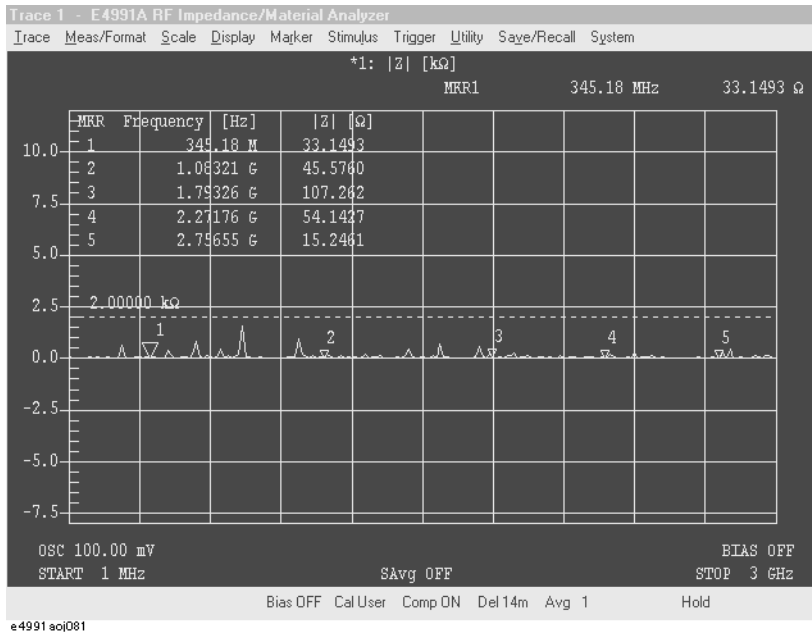 Trace 1 - E4991A RF Impedance/Material Analyzer
Trace Meas/Format Scale Display Marker Stimulus Trigger Utility Save/Recall System
*1: |Z| [kΩ]
MKR1 345.18 MHz 33.1493 Ω
MKR Frequency [Hz] |Z| [Ω]
1 345.18 M 33.1493
2 1.08321 G 45.5760
3 1.79326 G 107.262
4 2.27176 G 54.1427
5 2.75655 G 15.2461
10.0
7.5
5.0
2.5
0.0
-2.5
-5.0
-7.5
2.00000 kΩ
1 2 3 4 5
OSC 100.00 mV BIAS OFF
START 1 MHz SAvg OFF STOP 3 GHz
Bias OFF Cal User Comp ON Del 14m Avg 1 Hold
e4991aoj081